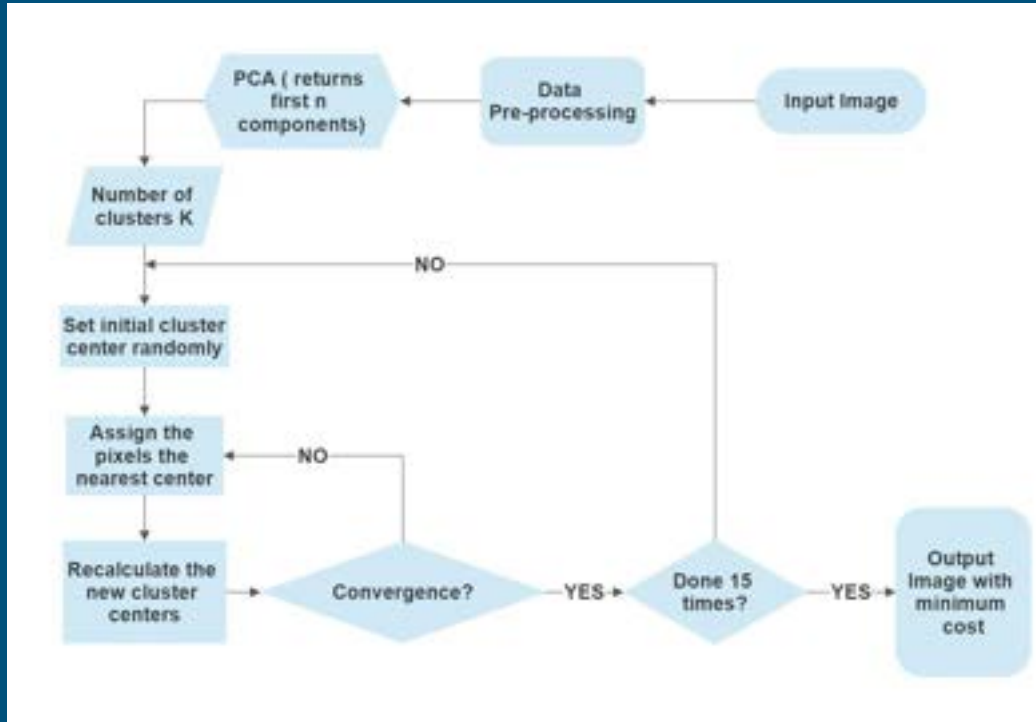 Input Image
Data
Pre-processing
PCA ( returns
first n
components)
Number of
clusters K
NO
Set initial cluster
center randomly
Assign the
pixels the
nearest center
NO
Recalculate the
new cluster
centers
Convergence?
YES
Done 15
times?
YES
Output
Image with
minimum
cost